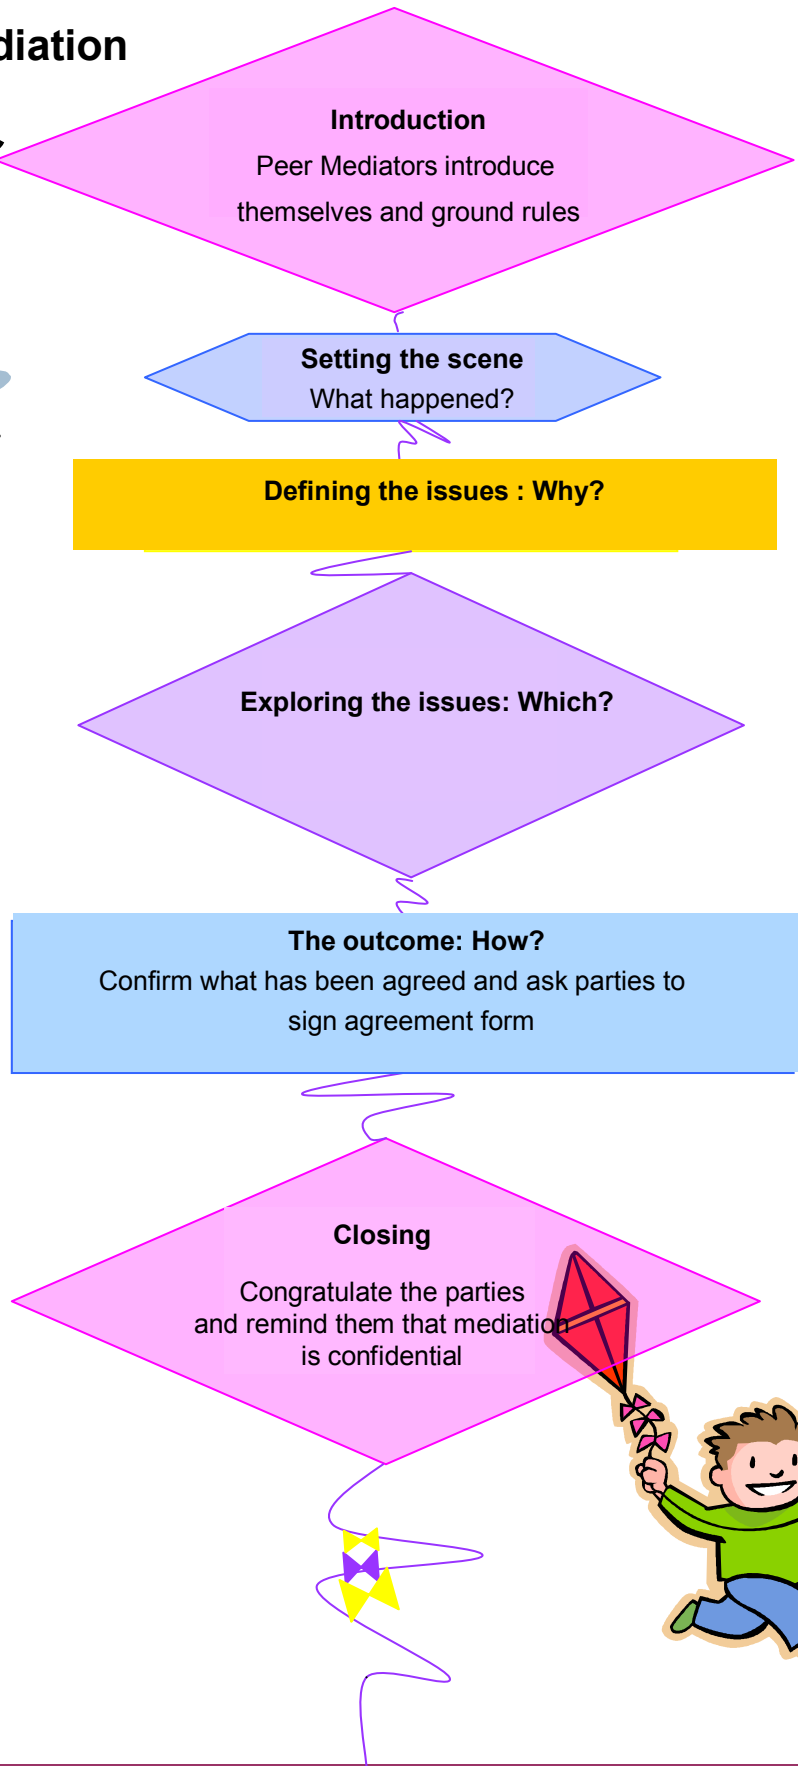 diation
Introduction
Peer Mediators introduce
themselves and ground rules
Setting the scene
What happened?
Defining the issues : Why?
Exploring the issues: Which?
The outcome: How?
Confirm what has been agreed and ask parties to
sign agreement form
Closing
Congratulate the parties
and remind them that mediation
is confidential